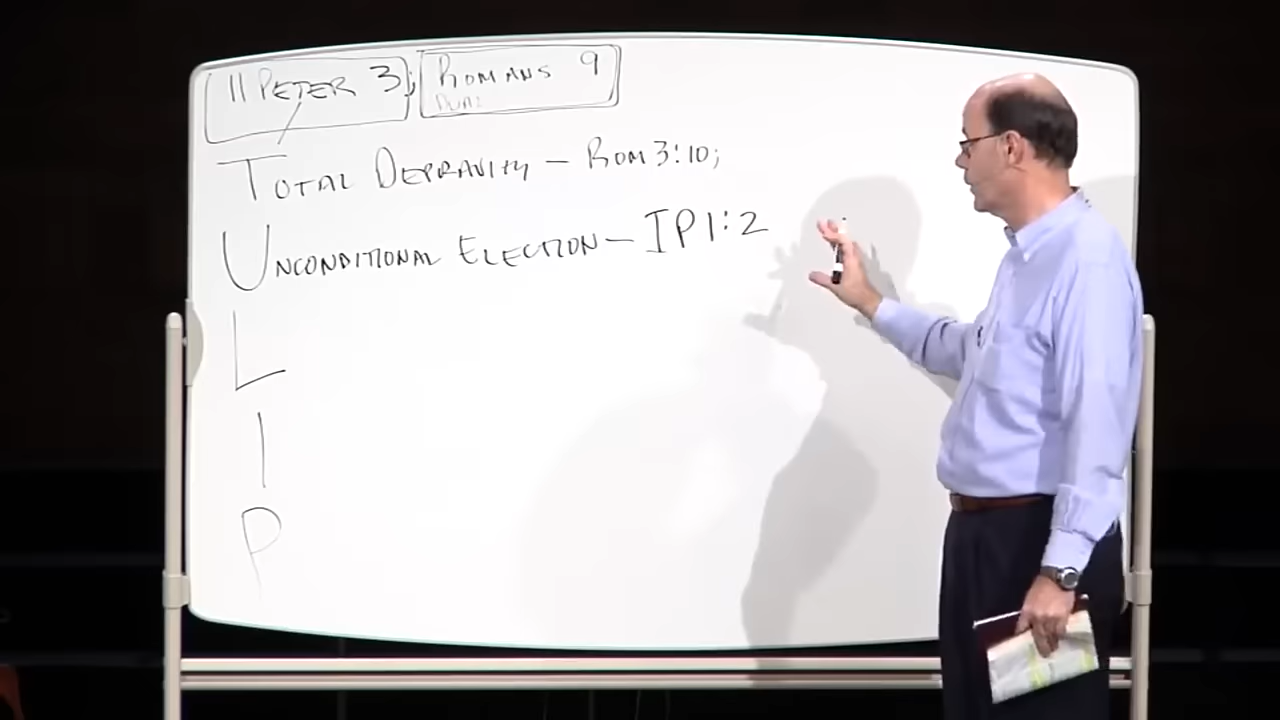 II PETER 3; ROMANS 9
TOTAL DEPRAVITY – ROM 3:10;
UNCONDITIONAL ELECTION – I P 1:2
L
I
P